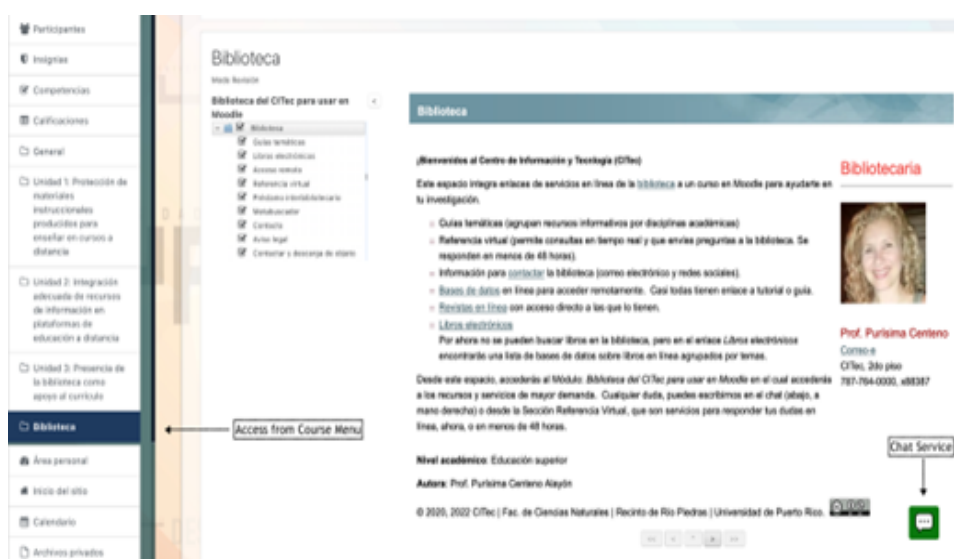 Participantes
Insignias
Competencias
Calificaciones
General
Unidad 1: Protección de
materiales
instruccionales
producidos para
enseñar en cursos a
distancia
Unidad 2: Integración
adecuada de recursos
de información en
plataformas de
educación a distancia
Unidad 3: Presencia de
la biblioteca como
apoyo al currículo
Biblioteca
Área personal
Inicio del sitio
Calendario
Archivos privados
Access from Course Menu
Biblioteca
Modo Revisión
Biblioteca del CITec para usar en
Moodle
Biblioteca
Guías temáticas
Libros electrónicos
Acceso remoto
Referencia virtual
Préstamo interbibliotecario
Metabuscador
Contacto
Aviso legal
Contactar y descarga de objeto
Biblioteca
¡Bienvenidos al Centro de Información y Tecnología (CITec)
Este espacio integra enlaces de servicios en línea de la biblioteca a un curso en Moodle para ayudarte en
tu investigación.
Guías temáticas (agrupan recursos informativos por disciplinas académicas)
Referencia virtual (permite consultas en tiempo real y que envíes preguntas a la biblioteca. Se
responden en menos de 48 horas).
Información para contactar la biblioteca (correo electrónico y redes sociales).
Bases de datos en línea para acceder remotamente. Casi todas tienen enlace a tutorial o guía.
Revistas en línea con acceso directo a las que lo tienen.
Libros electrónicos
Por ahora no se pueden buscar libros en la biblioteca, pero en el enlace Libros electrónicos
encontrarás una lista de bases de datos sobre libros en línea agrupados por temas.
Desde este espacio, accederás al Módulo: Biblioteca del CITec para usar en Moodle en el cual accederás
a los recursos y servicios de mayor demanda. Cualquier duda, puedes escribirnos en el chat (abajo, a
mano derecha) o desde la Sección Referencia Virtual, que son servicios para responder tus dudas en
línea, ahora, o en menos de 48 horas.
Nivel académico: Educación superior
Autora: Prof. Purísima Centeno Alayón
© 2020, 2022 CITec | Fac. de Ciencias Naturales | Recinto de Río Piedras | Universidad de Puerto Rico.
Bibliotecaria
Prof. Purísima Centeno
Correo-e
CITec, 2do piso
787-764-0000, x88387
Chat Service